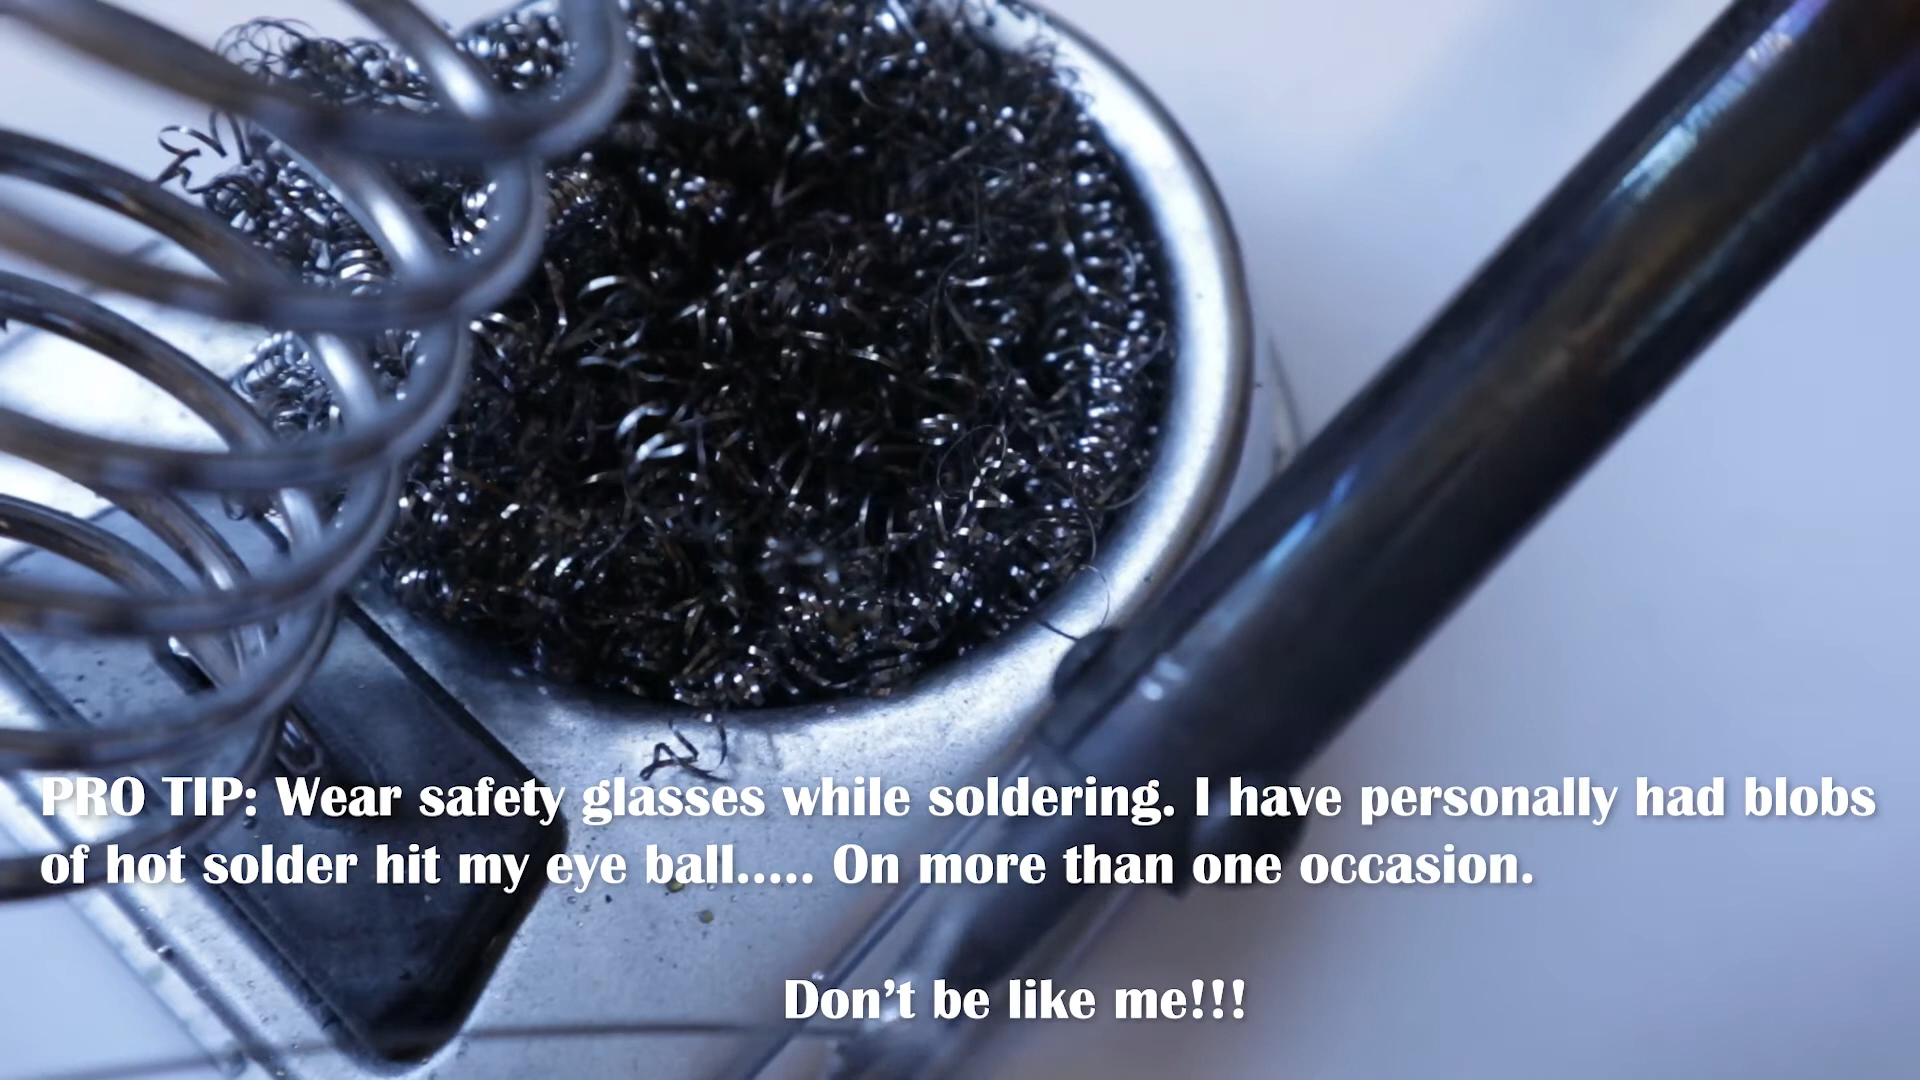 PRO TIP: Wear safety glasses while soldering. I have personally had blobs
of hot solder hit my eye ball..... On more than one occasion.
Don’t be like me!!!